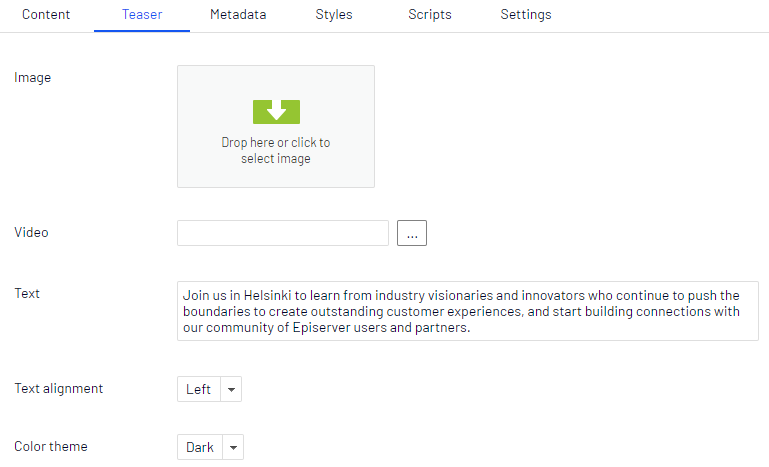 Content Teaser Metadata Styles Scripts Settings
Image
Drop here or click to
select image
Video
...
Text
Join us in Helsinki to learn from industry visionaries and innovators who continue to push the
boundaries to create outstanding customer experiences, and start building connections with
our community of Episerver users and partners.
Text alignment Left
Color theme Dark